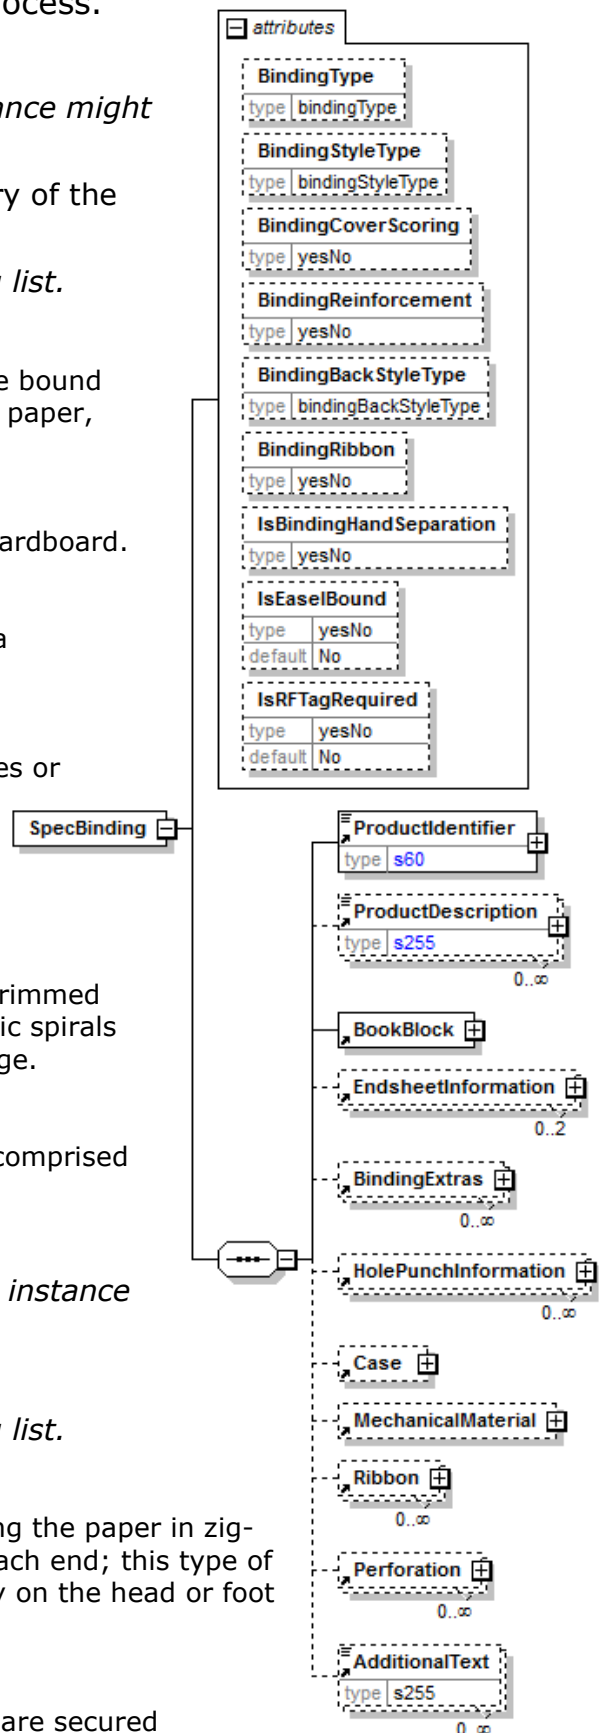 ocess.
ance might
ry of the
list.
e bound
paper,
ardboard.
a
es or
rimmed
ic spirals
ge.
comprised
instance
list.
ng the paper in zig-
ach end; this type of
y on the head or foot
are secured
attributes
BindingType
type bindingType
BindingStyleType
type bindingStyleType
BindingCoverScoring
type yesNo
BindingReinforcement
type yesNo
BindingBackStyleType
type bindingBackStyleType
BindingRibbon
type yesNo
IsBindingHandSeparation
type yesNo
IsEaselBound
type yesNo
default No
IsRFTagRequired
type yesNo
default No
SpecBinding
ProductIdentifier
type s60
ProductDescription
type s255
0..∞
BookBlock
EndsheetInformation
0..2
BindingExtras
0..∞
HolePunchInformation
0..∞
Case
MechanicalMaterial
Ribbon
0..∞
Perforation
0..∞
AdditionalText
type s255
0..∞